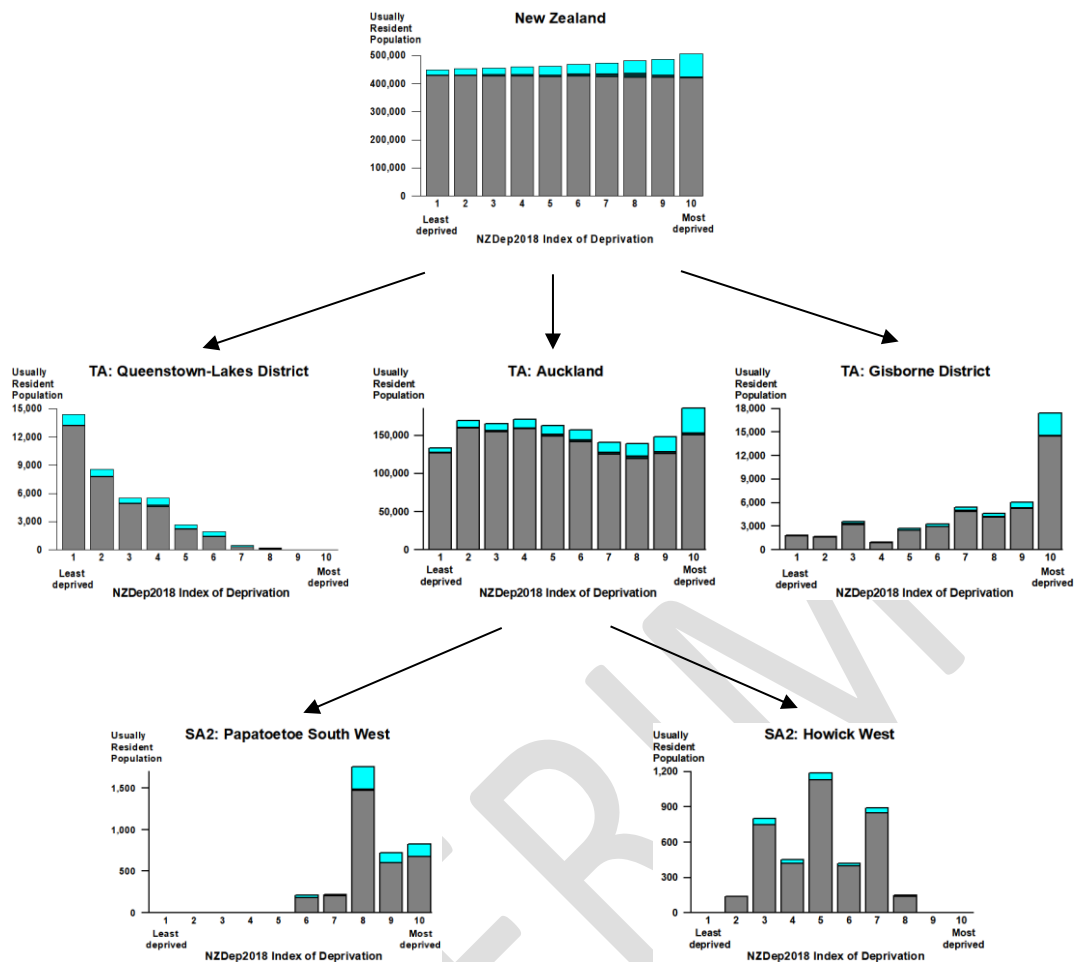 New Zealand
Usually
Resident
Population
500,000
400,000
300,000
200,000
100,000
0
1 2 3 4 5 6 7 8 9 10
Least
deprived
Most
deprived
NZDep2018 Index of Deprivation
TA: Queenstown-Lakes District
Usually
Resident
Population
15,000
12,000
9,000
6,000
3,000
0
1 2 3 4 5 6 7 8 9 10
Least
deprived
Most
deprived
NZDep2018 Index of Deprivation
TA: Auckland
Usually
Resident
Population
150,000
100,000
50,000
0
1 2 3 4 5 6 7 8 9 10
Least
deprived
Most
deprived
NZDep2018 Index of Deprivation
TA: Gisborne District
Usually
Resident
Population
18,000
15,000
12,000
9,000
6,000
3,000
0
1 2 3 4 5 6 7 8 9 10
Least
deprived
Most
deprived
NZDep2018 Index of Deprivation
SA2: Papatoetoe South West
Usually
Resident
Population
1,500
1,000
500
0
1 2 3 4 5 6 7 8 9 10
Least
deprived
Most
deprived
NZDep2018 Index of Deprivation
SA2: Howick West
Usually
Resident
Population
1,200
900
600
300
0
1 2 3 4 5 6 7 8 9 10
Least
deprived
Most
deprived
NZDep2018 Index of Deprivation